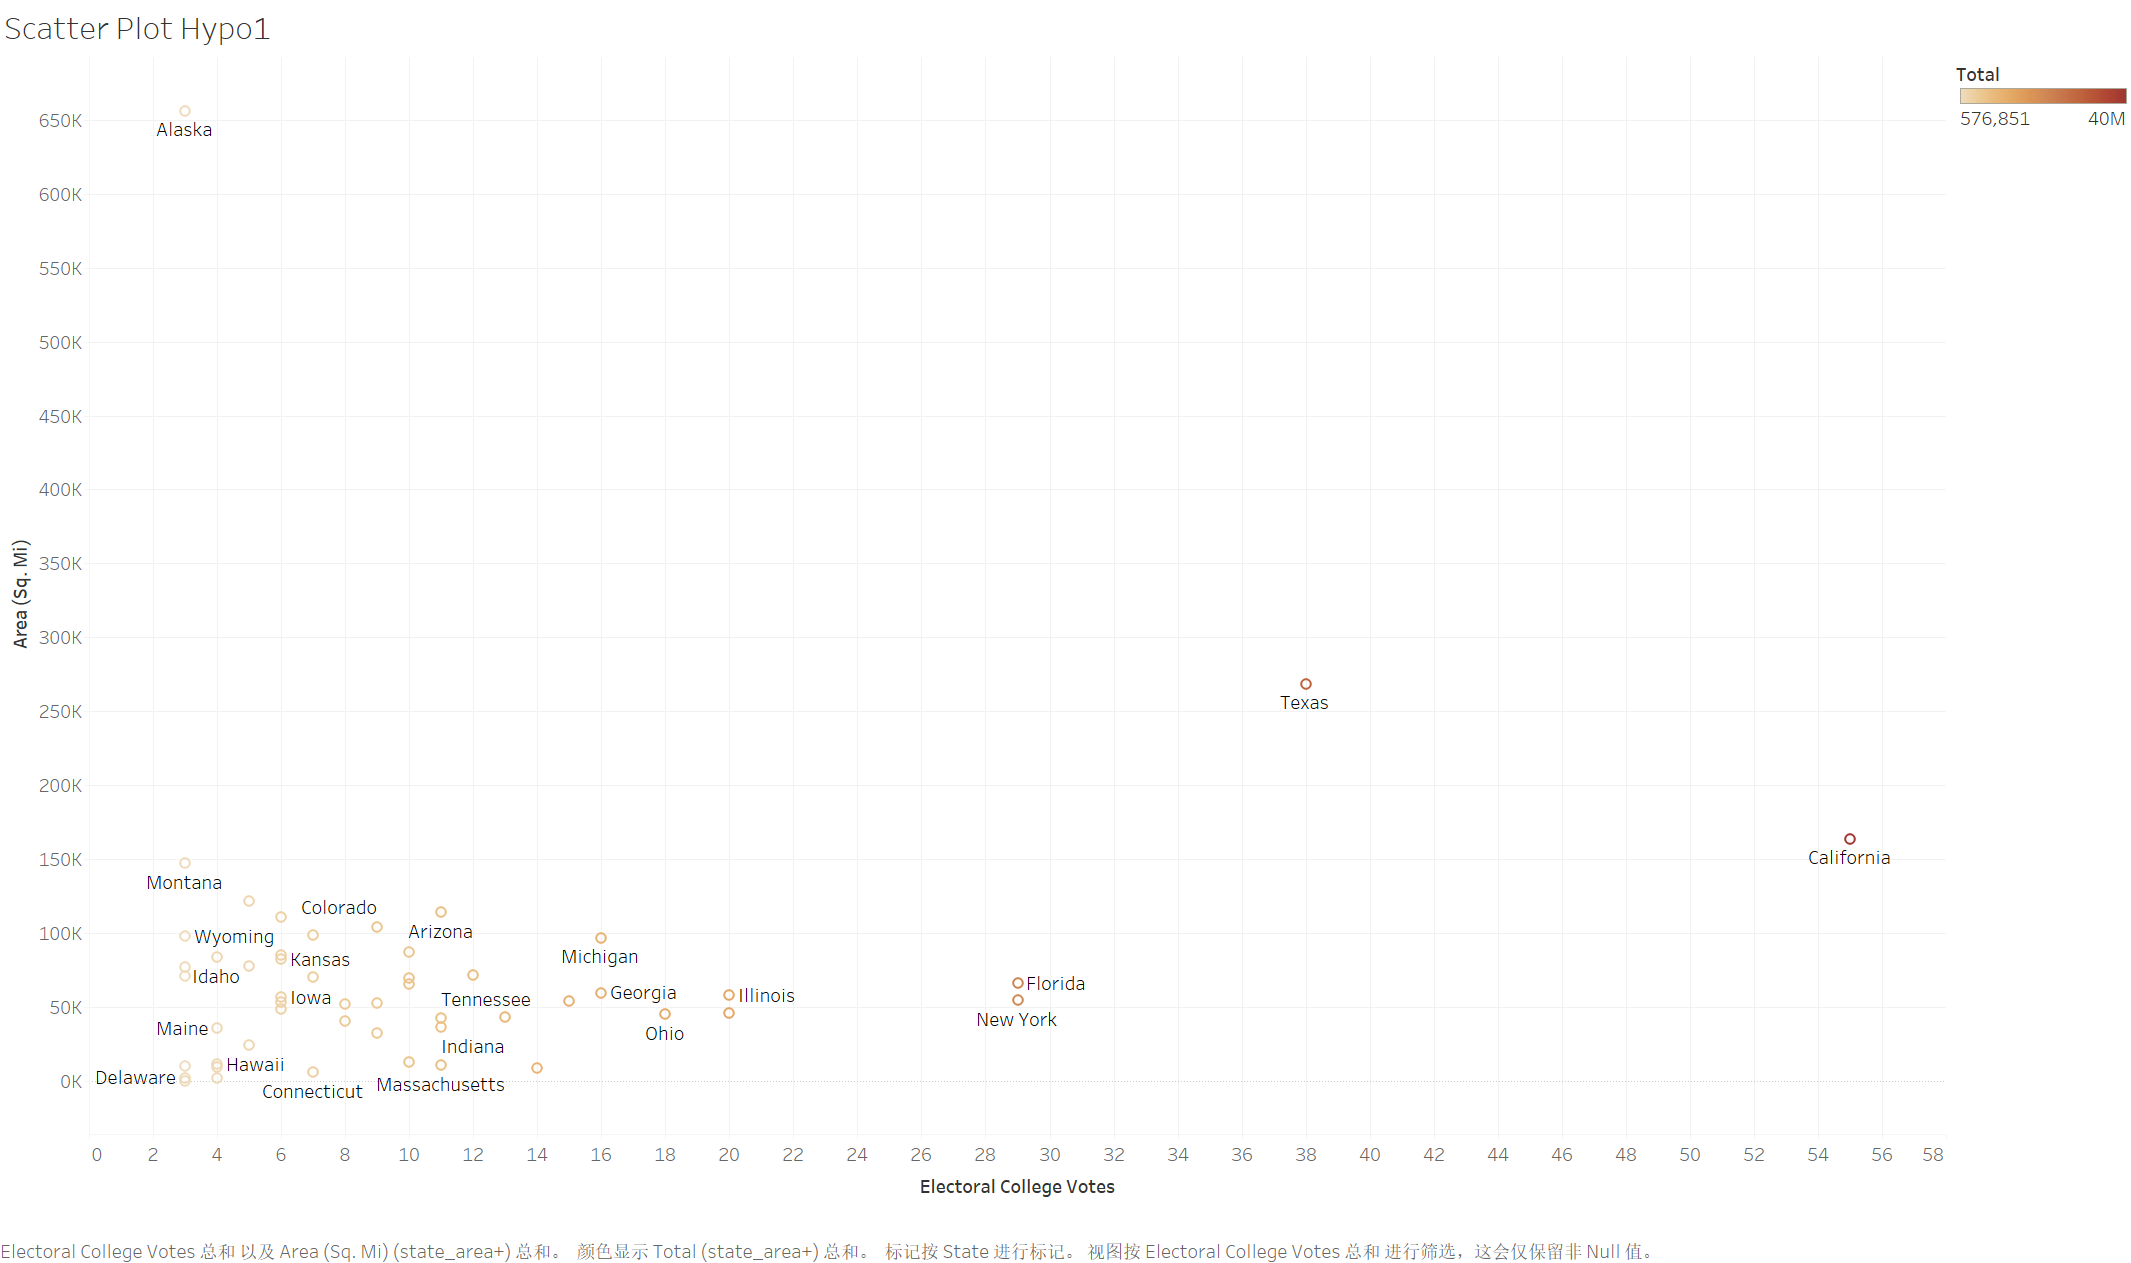 Scatter Plot Hypo1
Total
576,851 40M
Area (Sq. Mi)
650K
600K
550K
500K
450K
400K
350K
300K
250K
200K
150K
100K
50K
0K
Alaska
Texas
California
Montana
Colorado
Arizona
Wyoming
Michigan
Kansas
Idaho
Florida
Georgia
Illinois
Iowa
Tennessee
New York
Maine
Ohio
Indiana
Hawaii
Delaware
Massachusetts
Connecticut
0 2 4 6 8 10 12 14 16 18 20 22 24 26 28 30 32 34 36 38 40 42 44 46 48 50 52 54 56 58
Electoral College Votes
Electoral College Votes 总和 以及 Area (Sq. Mi) (state_area+) 总和。 颜色显示 Total (state_area+) 总和。 标记按 State 进行标记。 视图按 Electoral College Votes 总和 进行筛选，这会仅保留非 Null 值。